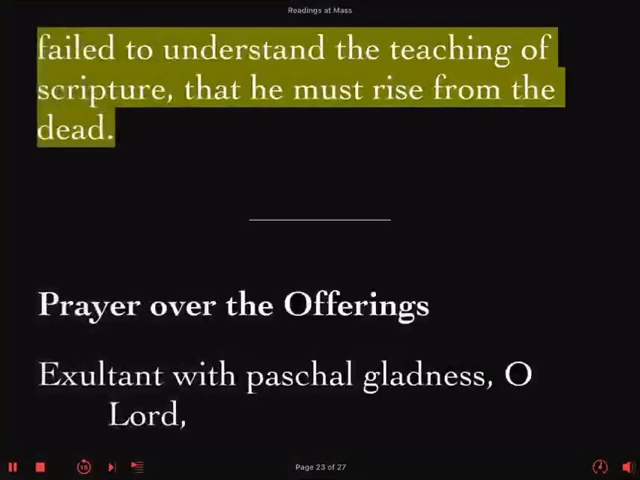 Readings at Mass
failed to understand the teaching of
scripture, that he must rise from the
dead.
Prayer over the Offerings
Exultant with paschal gladness, O
Lord,
15
Page 23 of 27